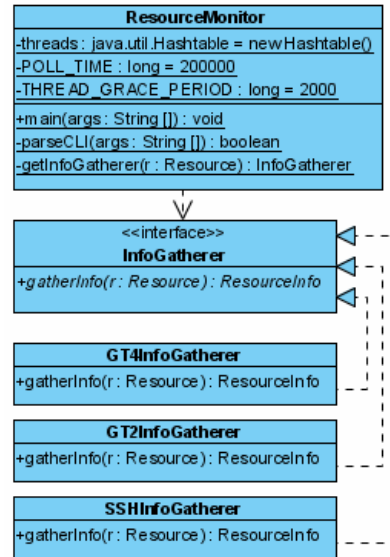 ResourceMonitor
-threads : java.util.Hashtable = newHashtable()
-POLL_TIME : long = 200000
-THREAD_GRACE_PERIOD : long = 2000
+main(args : String []) : void
-parseCLI(args : String []) : boolean
-getInfoGatherer(r : Resource) : InfoGatherer
<<interface>>
InfoGatherer
+gatherInfo(r : Resource) : ResourceInfo
GT4InfoGatherer
+gatherInfo(r : Resource) : ResourceInfo
GT2InfoGatherer
+gatherInfo(r : Resource) : ResourceInfo
SSHInfoGatherer
+gatherInfo(r : Resource) : ResourceInfo